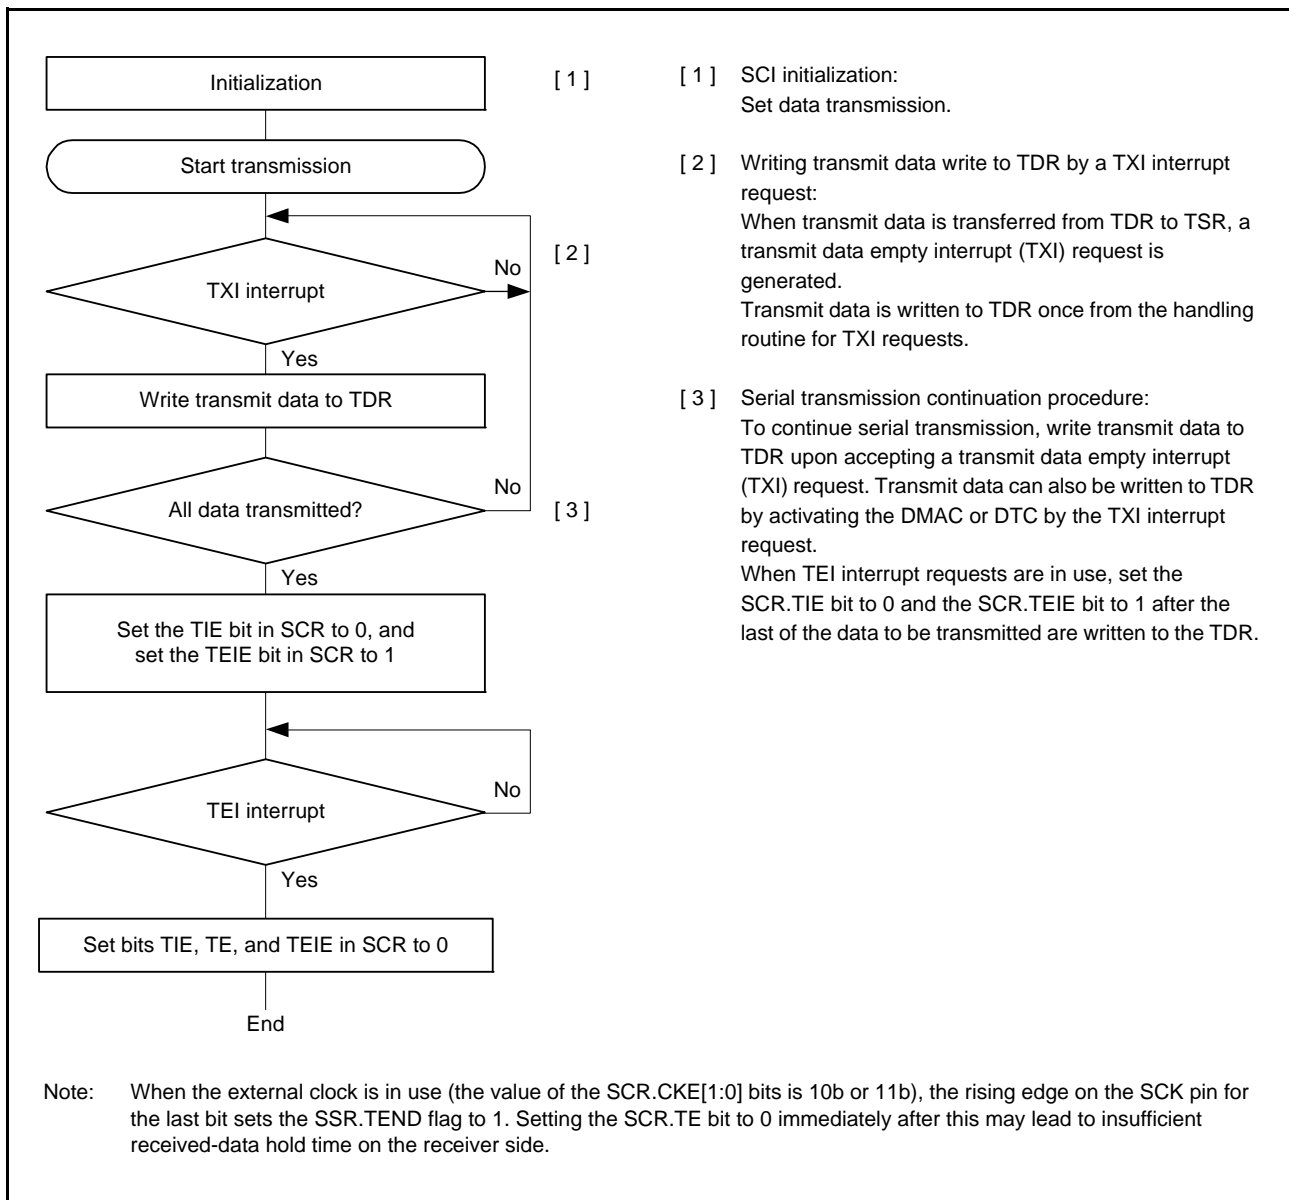 Initialization
[ 1 ]
Start transmission
TXI interrupt
No
[ 2 ]
Yes
Write transmit data to TDR
All data transmitted?
No
[ 3 ]
Yes
Set the TIE bit in SCR to 0, and
set the TEIE bit in SCR to 1
TEI interrupt
No
Yes
Set bits TIE, TE, and TEIE in SCR to 0
End
[ 1 ] SCI initialization:
Set data transmission.
[ 2 ] Writing transmit data write to TDR by a TXI interrupt
request:
When transmit data is transferred from TDR to TSR, a
transmit data empty interrupt (TXI) request is
generated.
Transmit data is written to TDR once from the handling
routine for TXI requests.
[ 3 ] Serial transmission continuation procedure:
To continue serial transmission, write transmit data to
TDR upon accepting a transmit data empty interrupt
(TXI) request. Transmit data can also be written to TDR
by activating the DMAC or DTC by the TXI interrupt
request.
When TEI interrupt requests are in use, set the
SCR.TIE bit to 0 and the SCR.TEIE bit to 1 after the
last of the data to be transmitted are written to the TDR.
Note: When the external clock is in use (the value of the SCR.CKE[1:0] bits is 10b or 11b), the rising edge on the SCK pin for
the last bit sets the SSR.TEND flag to 1. Setting the SCR.TE bit to 0 immediately after this may lead to insufficient
received-data hold time on the receiver side.